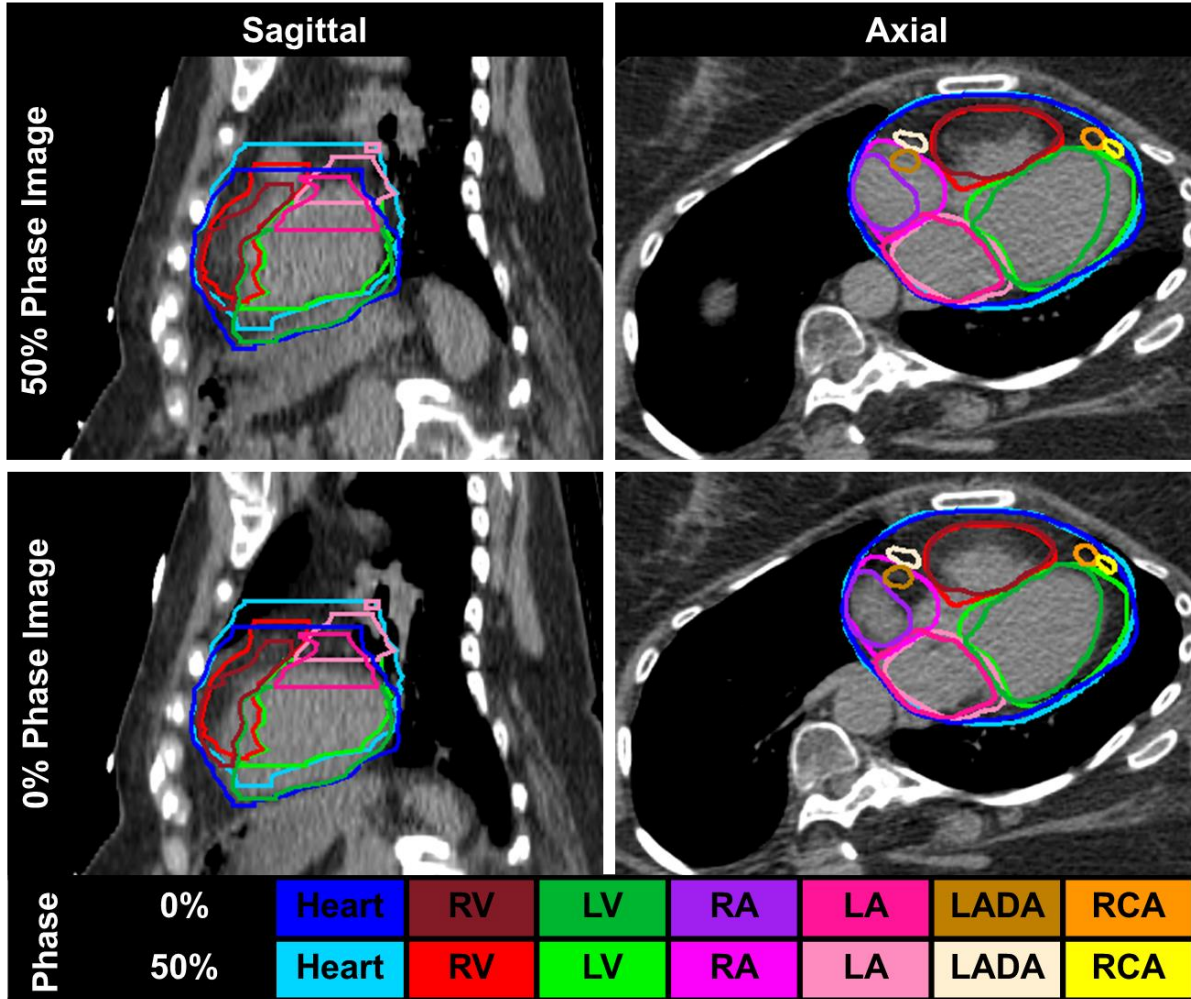 Sagittal
Axial
50% Phase Image
0% Phase Image
Phase
0% Heart RV LV RA LA LADA RCA
50% Heart RV LV RA LA LADA RCA